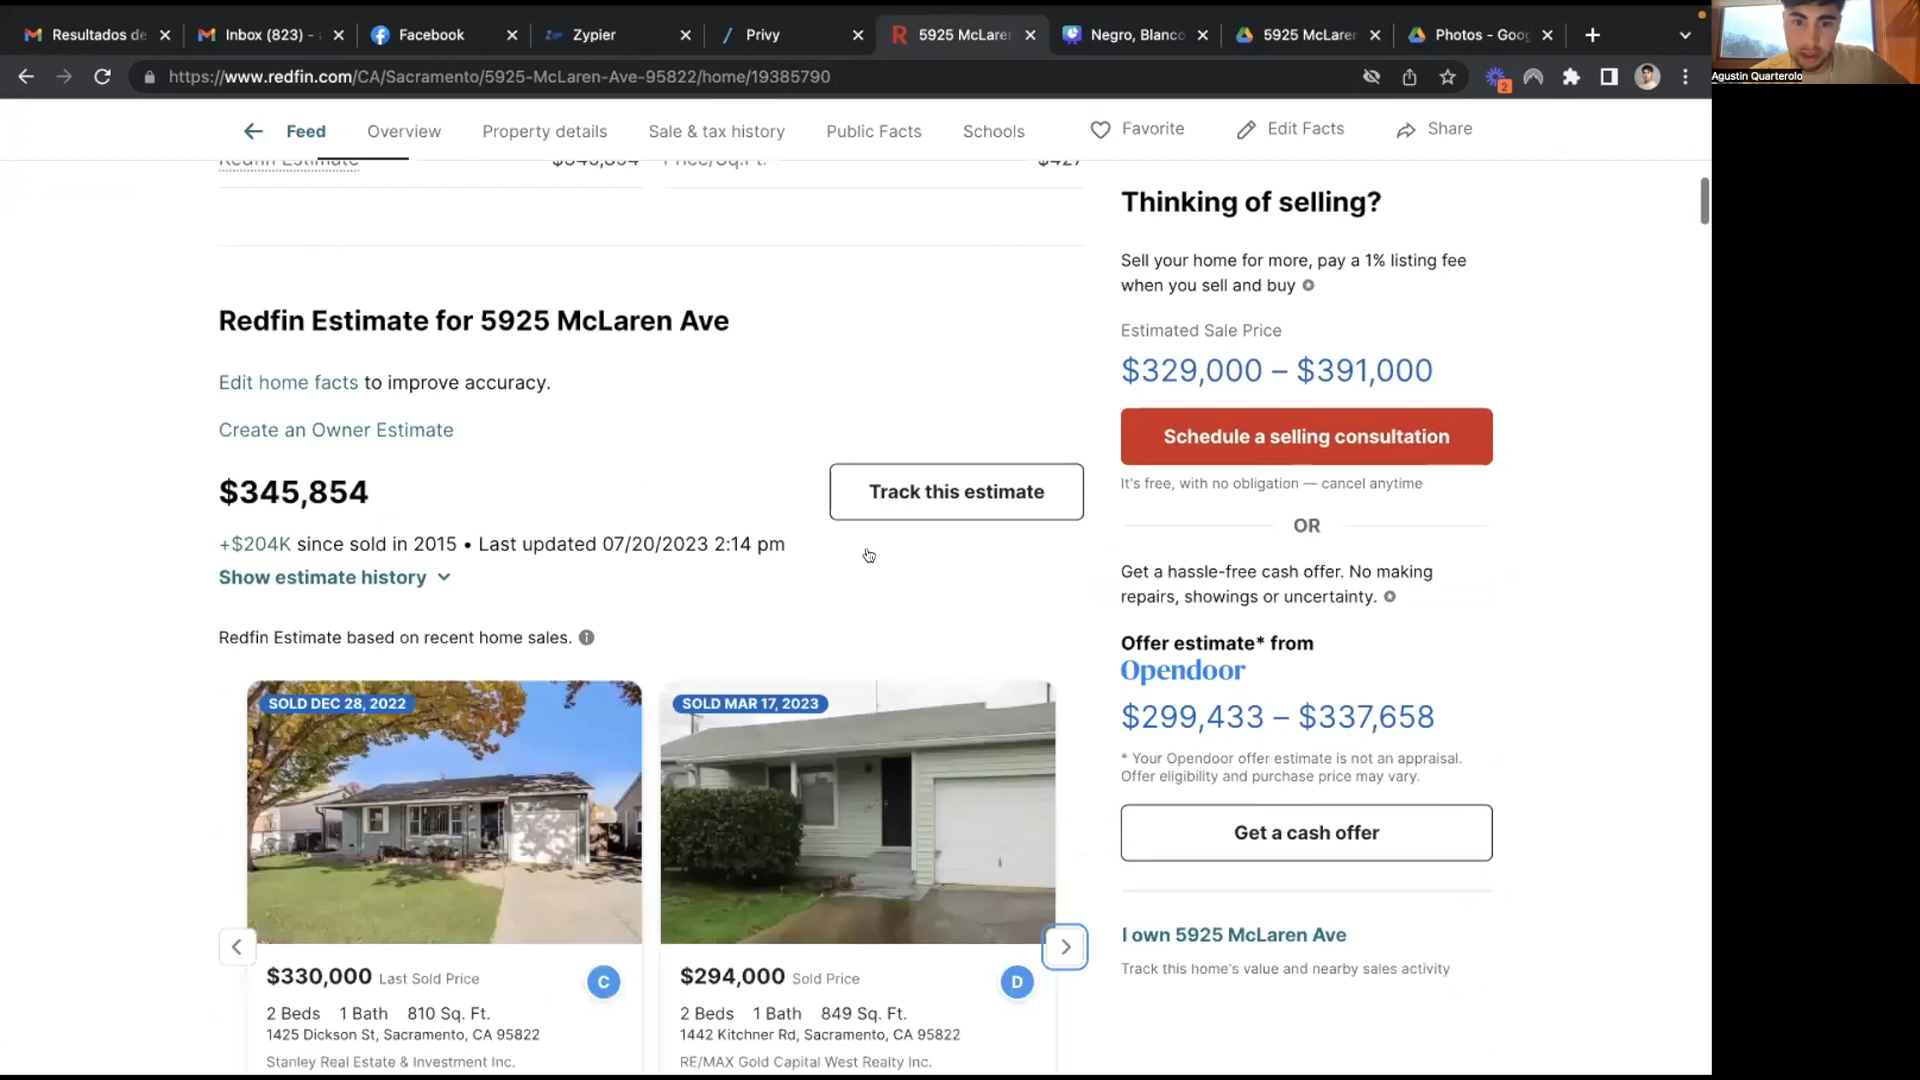 Resultados de
Inbox (823) -
Facebook
Zypier
Privy
5925 McLaren
Negro, Blanco
5925 McLaren
Photos - Goog
https://www.redfin.com/CA/Sacramento/5925-McLaren-Ave-95822/home/19385790
2
Agustin Quarterolo
Feed
Overview
Property details
Sale & tax history
Public Facts
Schools
Favorite
Edit Facts
Share
Redfin Estimate
$345,854
Price/Sq.Ft.
$427
Redfin Estimate for 5925 McLaren Ave
Edit home facts to improve accuracy.
Create an Owner Estimate
$345,854
Track this estimate
+$204K since sold in 2015 • Last updated 07/20/2023 2:14 pm
Show estimate history
Redfin Estimate based on recent home sales.
SOLD DEC 28, 2022
$330,000 Last Sold Price
C
2 Beds 1 Bath 810 Sq. Ft.
1425 Dickson St, Sacramento, CA 95822
Stanley Real Estate & Investment Inc.
SOLD MAR 17, 2023
$294,000 Sold Price
D
2 Beds 1 Bath 849 Sq. Ft.
1442 Kitchner Rd, Sacramento, CA 95822
RE/MAX Gold Capital West Realty Inc.
Thinking of selling?
Sell your home for more, pay a 1% listing fee
when you sell and buy
Estimated Sale Price
$329,000 – $391,000
Schedule a selling consultation
It's free, with no obligation — cancel anytime
OR
Get a hassle-free cash offer. No making
repairs, showings or uncertainty.
Offer estimate* from
Opendoor
$299,433 – $337,658
* Your Opendoor offer estimate is not an appraisal.
Offer eligibility and purchase price may vary.
Get a cash offer
I own 5925 McLaren Ave
Track this home's value and nearby sales activity